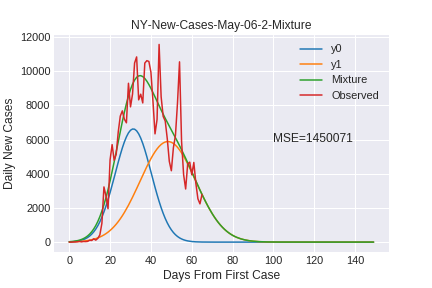 NY-New-Cases-May-06-2-Mixture
12000
10000
8000
6000
4000
2000
0
Daily New Cases
y0
y1
Mixture
Observed
MSE=1450071
0 20 40 60 80 100 120 140
Days From First Case